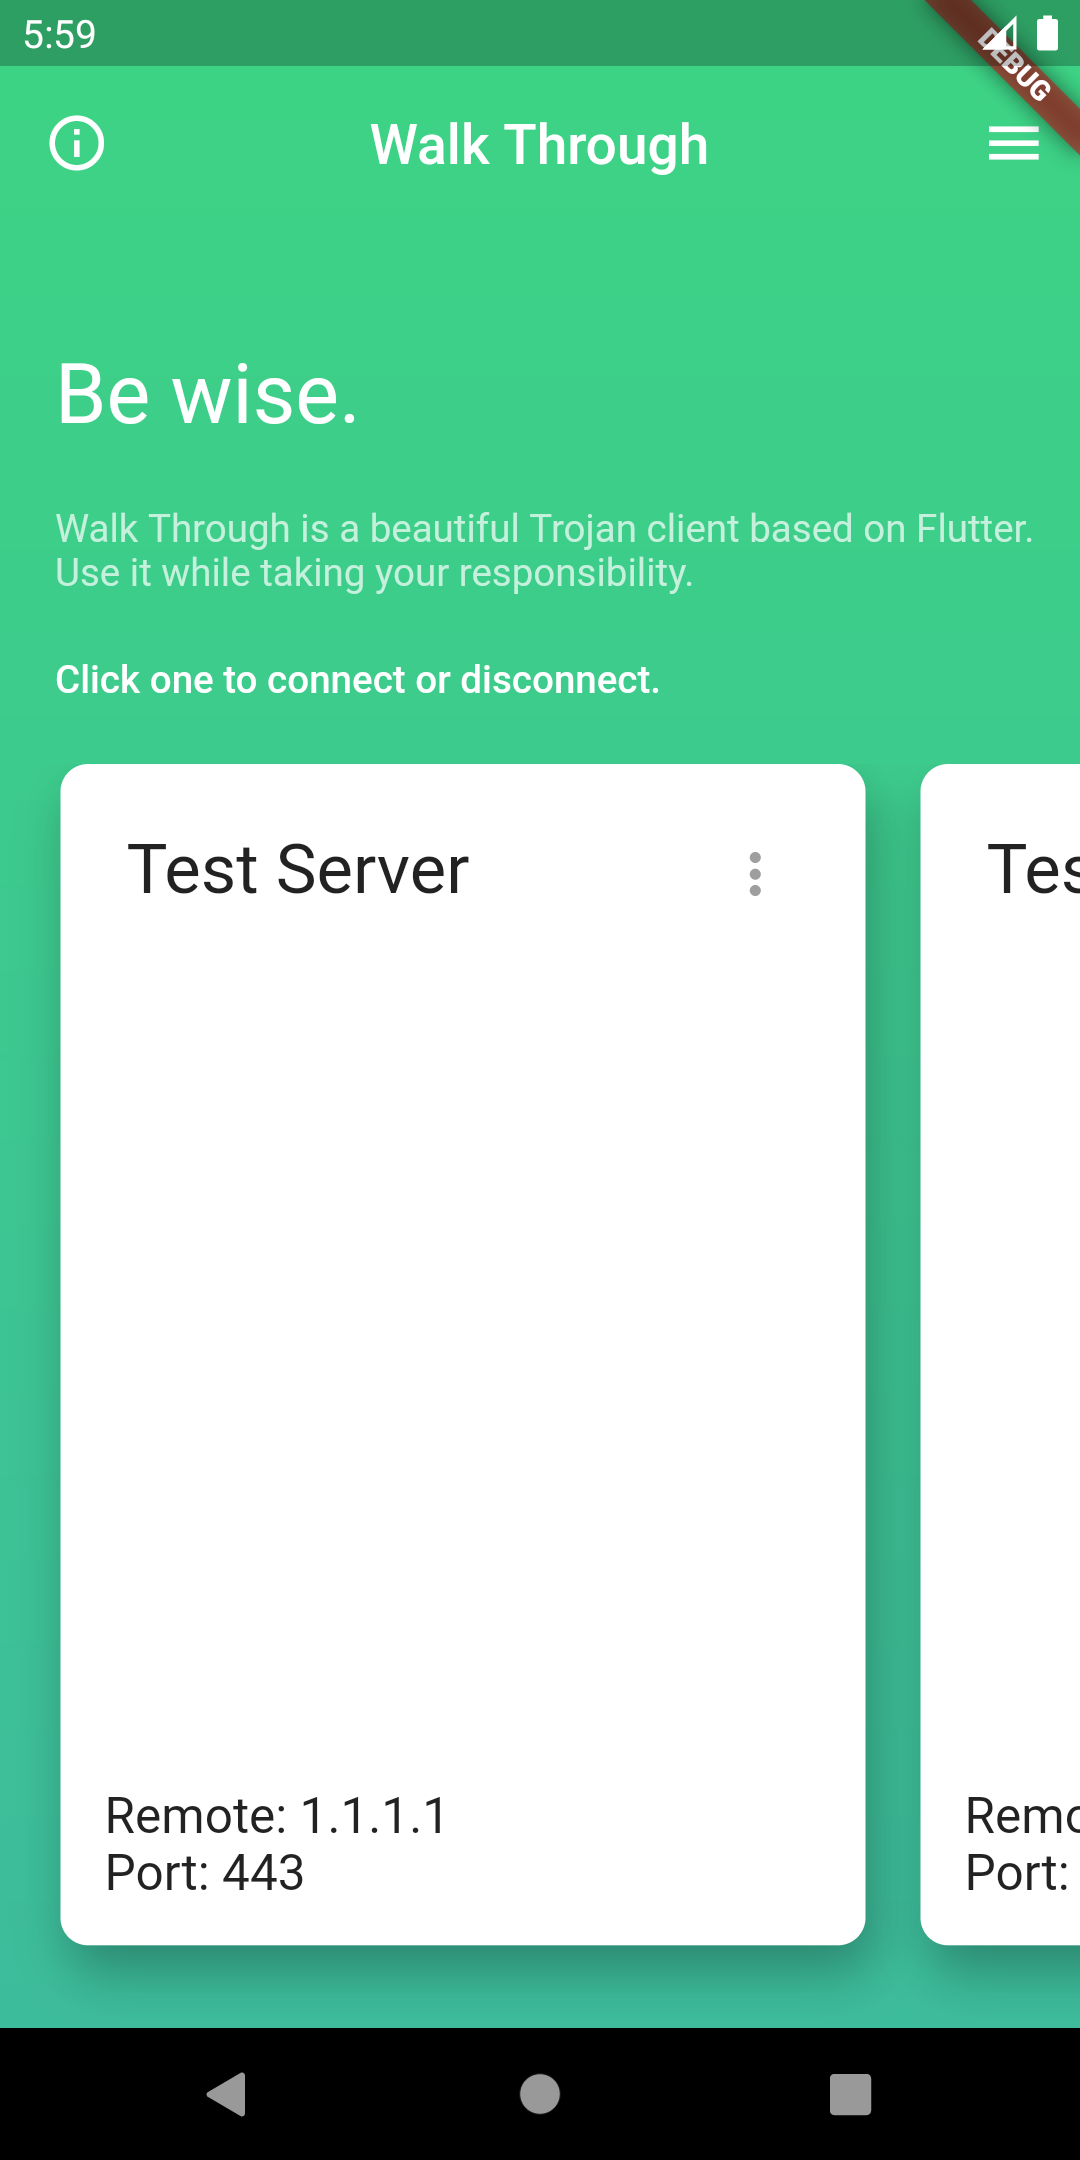 5:59
DEBUG
Walk Through
Be wise.
Walk Through is a beautiful Trojan client based on Flutter.
Use it while taking your responsibility.
Click one to connect or disconnect.
Test Server
Tes
Remote: 1.1.1.1
Port: 443
Remo
Port: